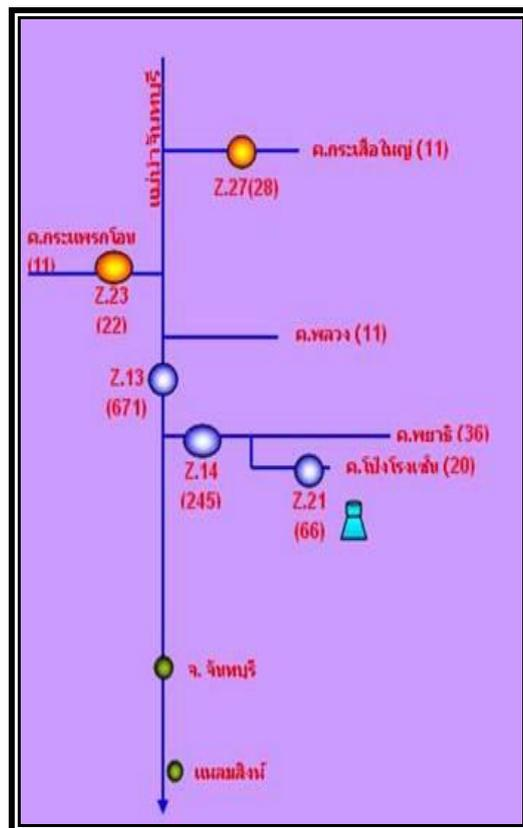 แม่น้ำจันทบุรี
ค.กระเสือใหญ่ (11)
Z.27(28)
ค.กระแพรกโอน
(11)
Z.23
(22)
ค.พลวง (11)
Z.13
(671)
ค.พยาธิ (36)
Z.14
(245)
ค.โป่งโรงเซ็น (20)
Z.21
(66)
จ. จันทบุรี
แหลมสิงห์